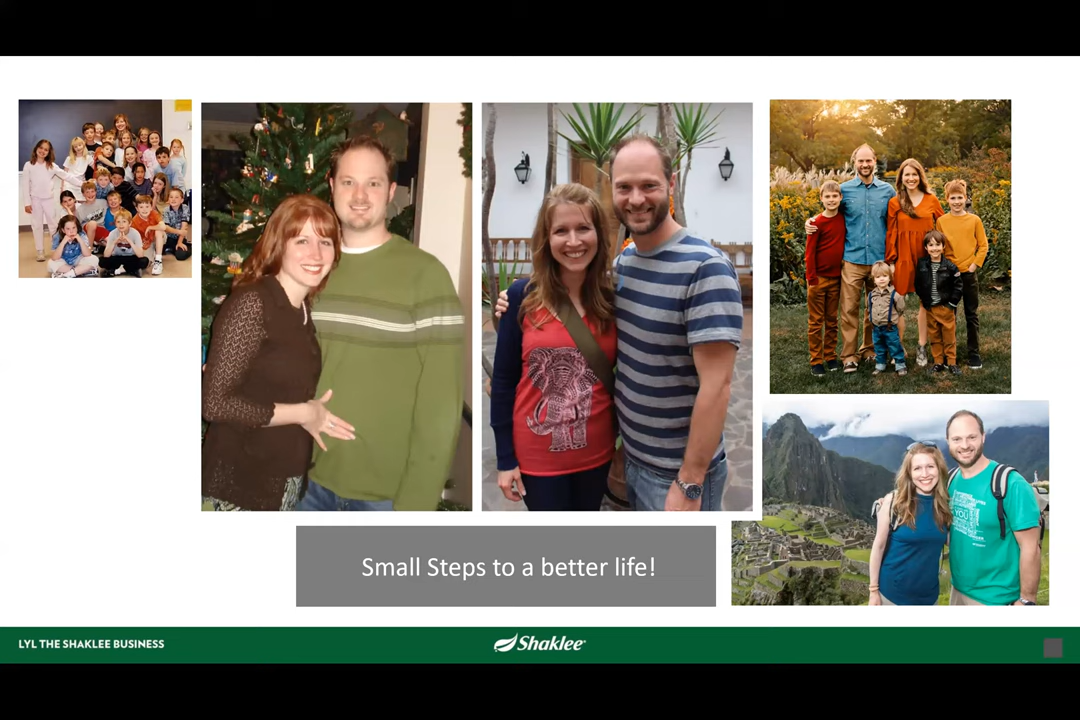 Small Steps to a better life!
LYL THE SHAKLEE BUSINESS
Shaklee